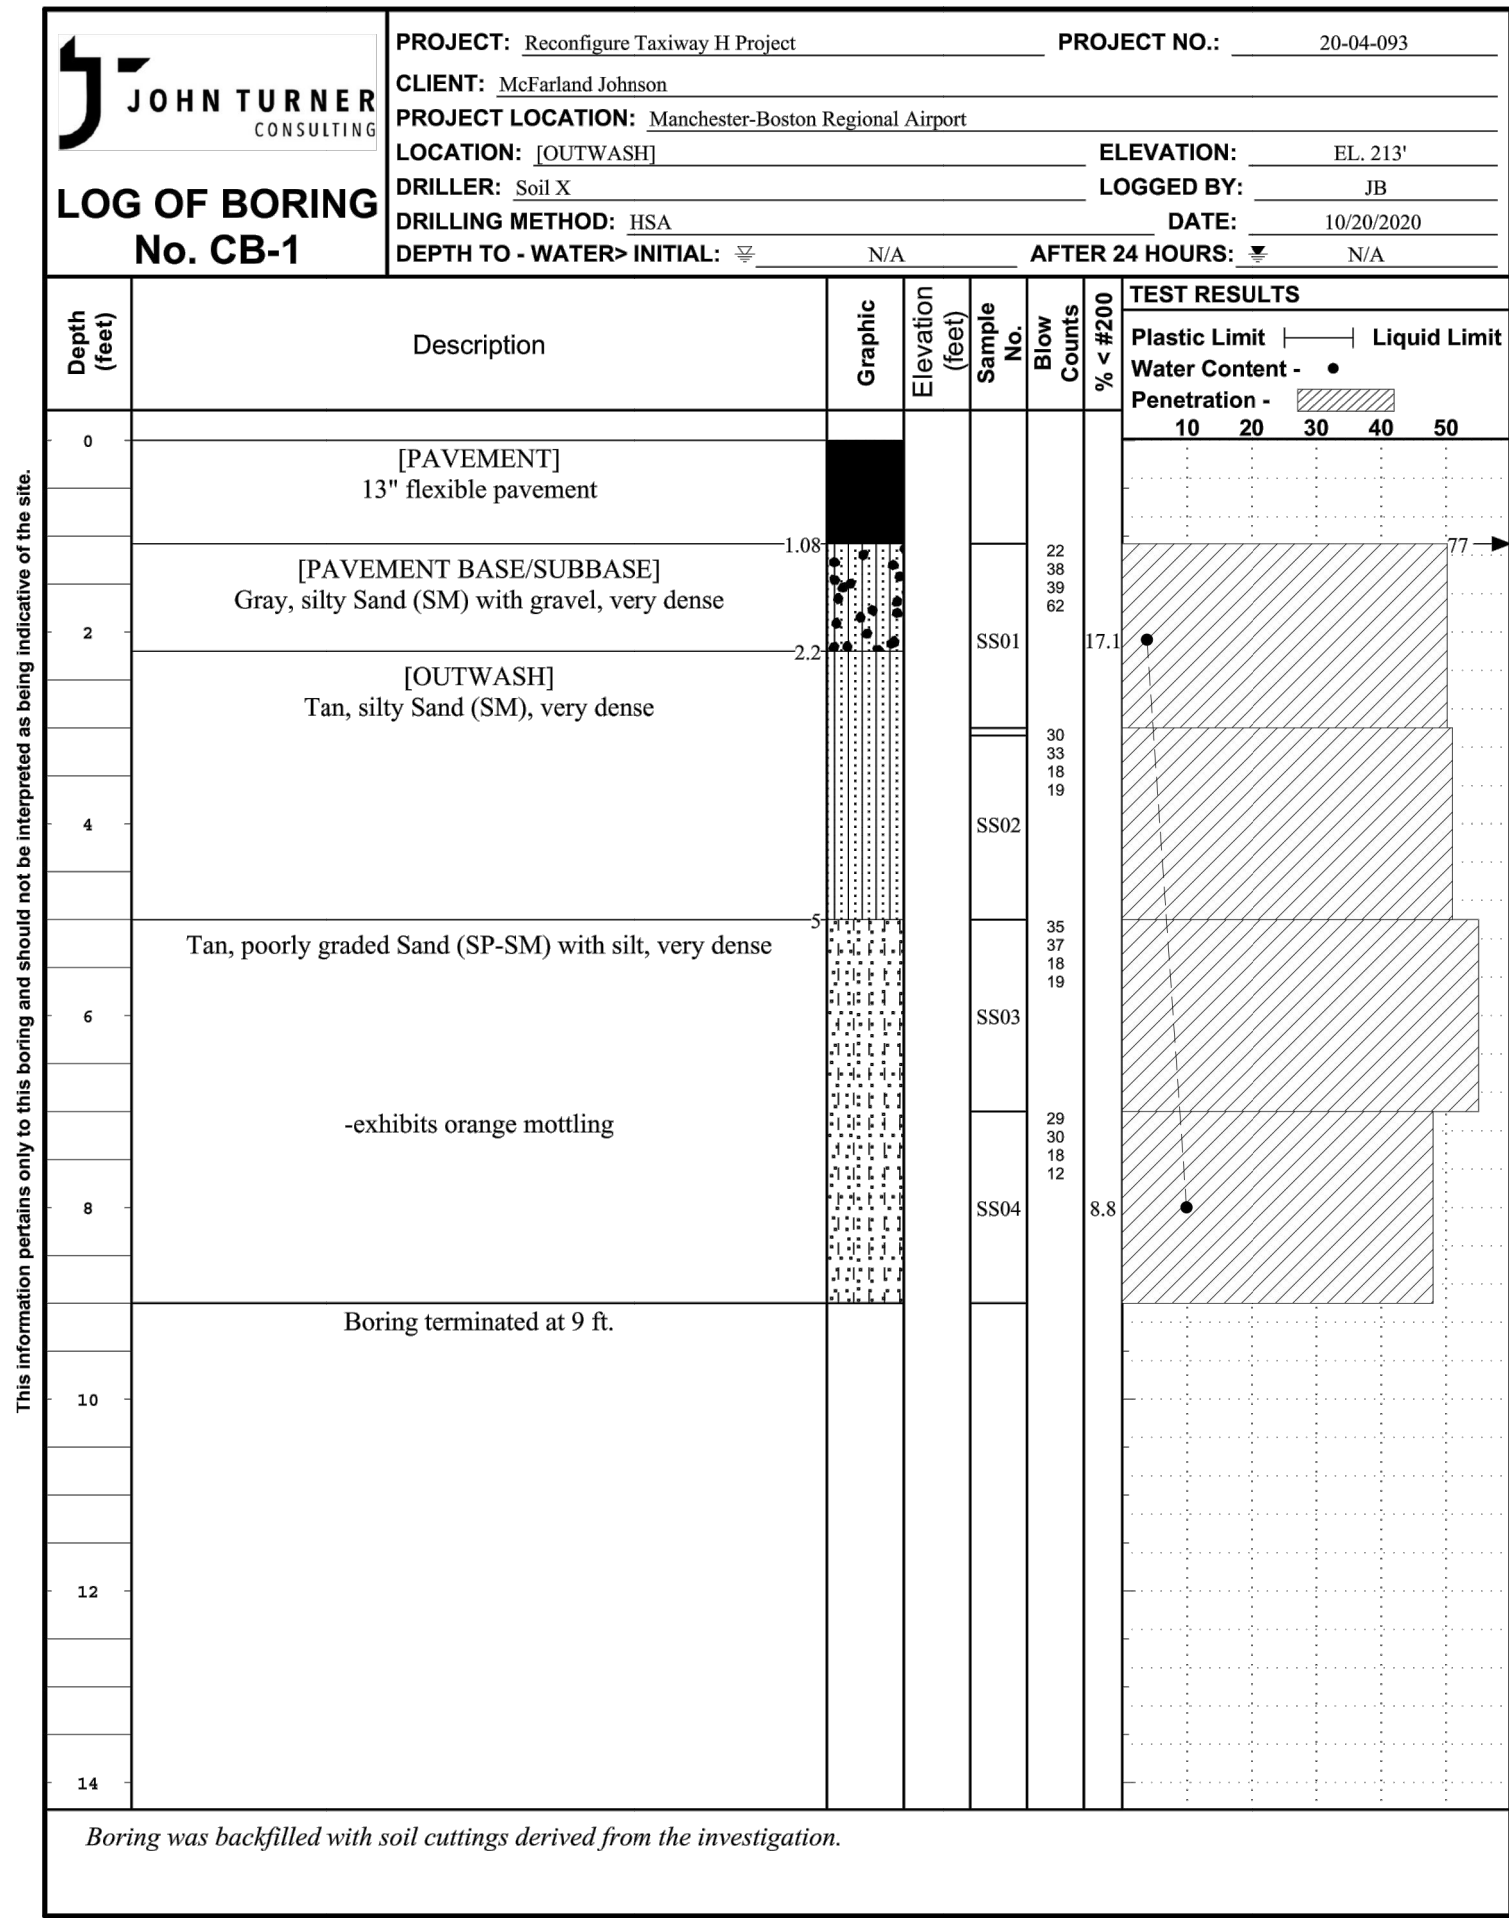 JOHN TURNER
CONSULTING
LOG OF BORING
No. CB-1
PROJECT: Reconfigure Taxiway H Project PROJECT NO.: 20-04-093
CLIENT: McFarland Johnson
PROJECT LOCATION: Manchester-Boston Regional Airport
LOCATION: [OUTWASH] ELEVATION: EL. 213'
DRILLER: Soil X LOGGED BY: JB
DRILLING METHOD: HSA DATE: 10/20/2020
DEPTH TO - WATER> INITIAL: N/A AFTER 24 HOURS: N/A
Depth
(feet)
Description
Graphic
Elevation
(feet)
Sample
No.
Blow
Counts
% < #200
TEST RESULTS
Plastic Limit Liquid Limit
Water Content -
Penetration -
10 20 30 40 50
0
[PAVEMENT]
13" flexible pavement
1.08
77
[PAVEMENT BASE/SUBBASE]
Gray, silty Sand (SM) with gravel, very dense
22
38
39
62
2
SS01
17.1
2.2
[OUTWASH]
Tan, silty Sand (SM), very dense
30
33
18
19
4
SS02
5
Tan, poorly graded Sand (SP-SM) with silt, very dense
35
37
18
19
6
SS03
-exhibits orange mottling
29
30
18
12
8
SS04
8.8
Boring terminated at 9 ft.
10
12
14
Boring was backfilled with soil cuttings derived from the investigation.
This information pertains only to this boring and should not be interpreted as being indicative of the site.